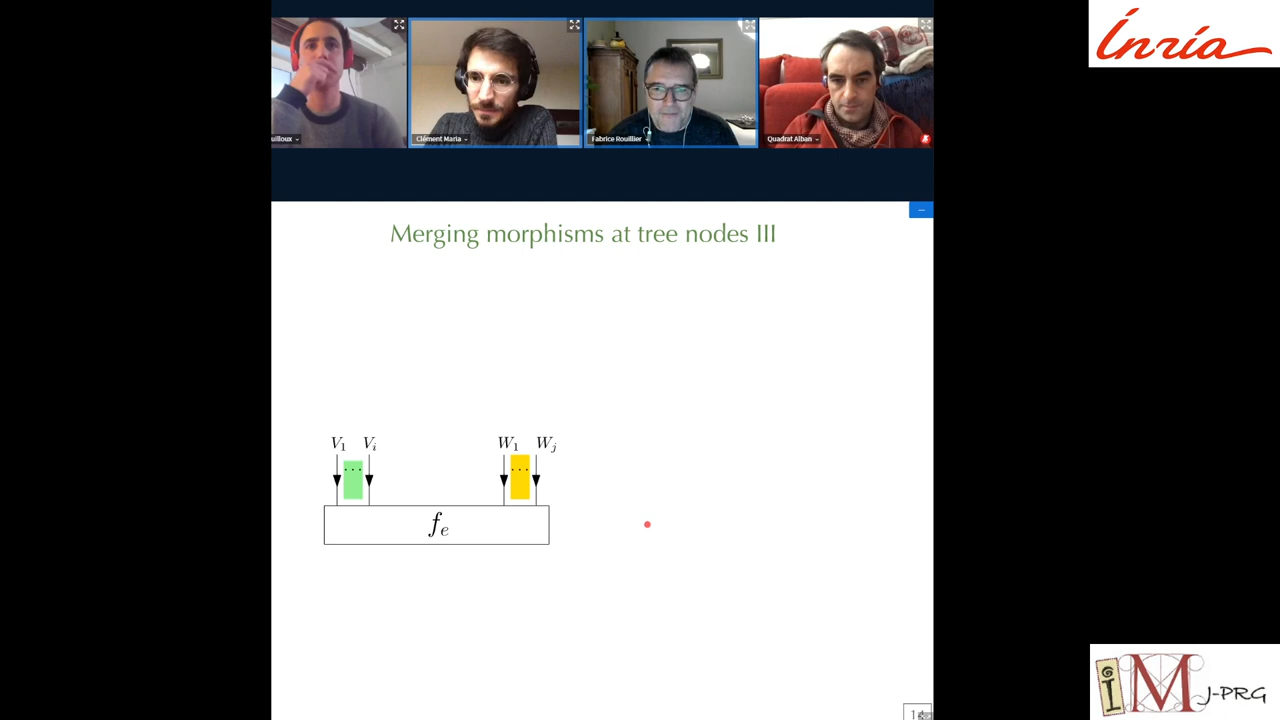 Inria
uilloux
Clément Maria
Fabrice Rouillier
Quadrat Alban
Merging morphisms at tree nodes III
V1 Vi W1 Wj
... ...
fe
IMJ-PRG